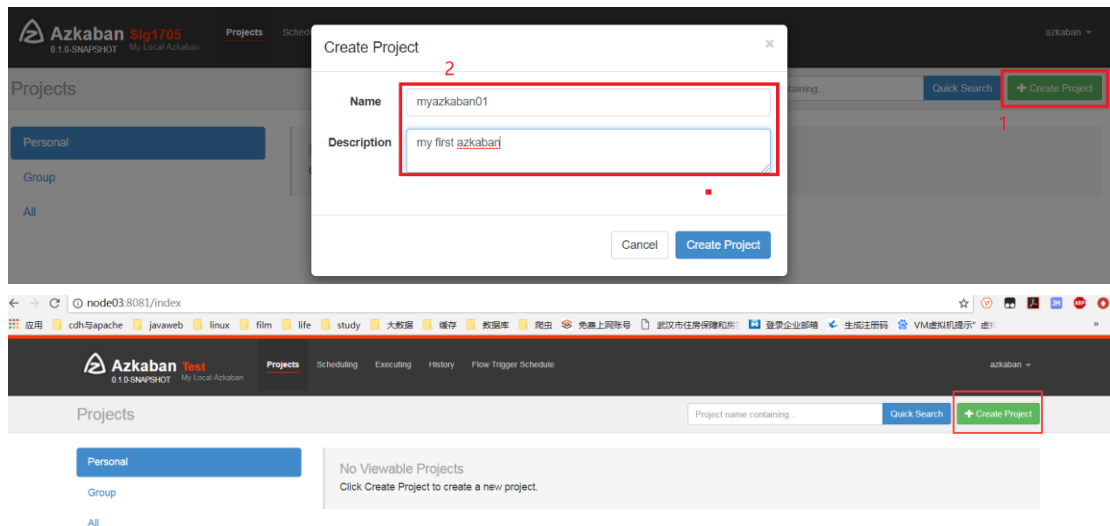 Azkaban Slg1705 Projects Sched azkaban
0.1.0-SNAPSHOT My Local Azkaban
Create Project ×
2
Projects taining... Quick Search + Create Project
Name myazkaban01
1
Description my first azkaban
Personal
Group
All
Cancel Create Project
node03:8081/index
应用 cdh与apache javaweb linux film life study 大数据 缓存 数据库 爬虫 免费上网账号 武汉市住房保障和房 登录企业邮箱 生成注册码 VM虚拟机提示" 虚 »
Azkaban Test Projects Scheduling Executing History Flow Trigger Schedule azkaban
0.1.0-SNAPSHOT My Local Azkaban
Projects Project name containing... Quick Search + Create Project
Personal
No Viewable Projects
Click Create Project to create a new project.
Group
All